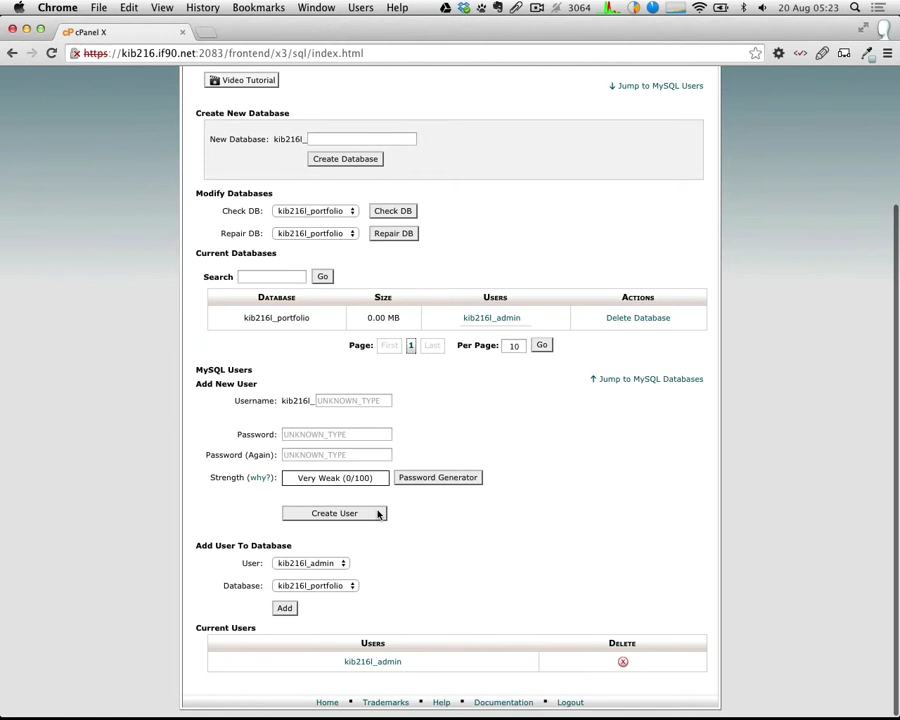 Chrome File Edit View History Bookmarks Window Users Help 3064 20 Aug 05:23
cP cPanel X
https://kib216.if90.net:2083/frontend/x3/sql/index.html
Video Tutorial
Jump to MySQL Users
Create New Database
New Database: kib216l_
Create Database
Modify Databases
Check DB: kib216l_portfolio Check DB
Repair DB: kib216l_portfolio Repair DB
Current Databases
Search Go
DATABASE SIZE USERS ACTIONS
kib216l_portfolio 0.00 MB kib216l_admin Delete Database
Page: First 1 Last Per Page: 10 Go
MySQL Users
Jump to MySQL Databases
Add New User
Username: kib216l_ UNKNOWN_TYPE
Password: UNKNOWN_TYPE
Password (Again): UNKNOWN_TYPE
Strength (why?): Very Weak (0/100) Password Generator
Create User
Add User To Database
User: kib216l_admin
Database: kib216l_portfolio
Add
Current Users
USERS DELETE
kib216l_admin
Home Trademarks Help Documentation Logout